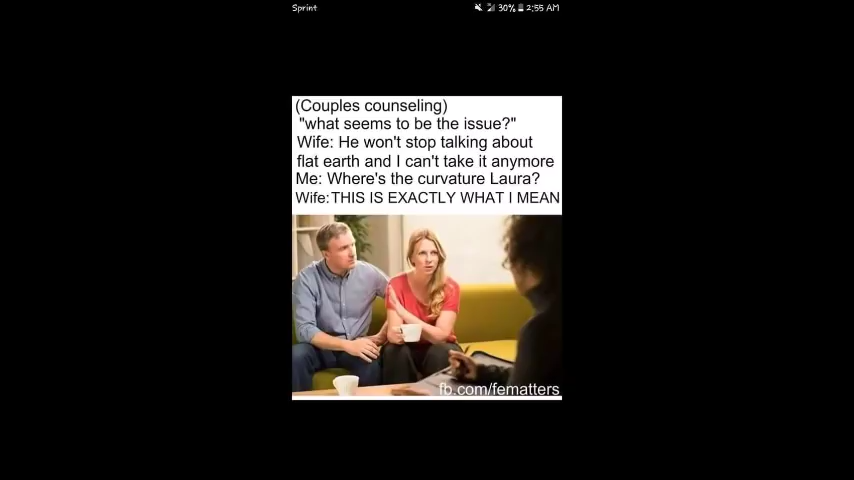 Sprint 30% 2:55 AM
(Couples counseling)
"what seems to be the issue?"
Wife: He won't stop talking about
flat earth and I can't take it anymore
Me: Where's the curvature Laura?
Wife:THIS IS EXACTLY WHAT I MEAN
fb.com/fematters